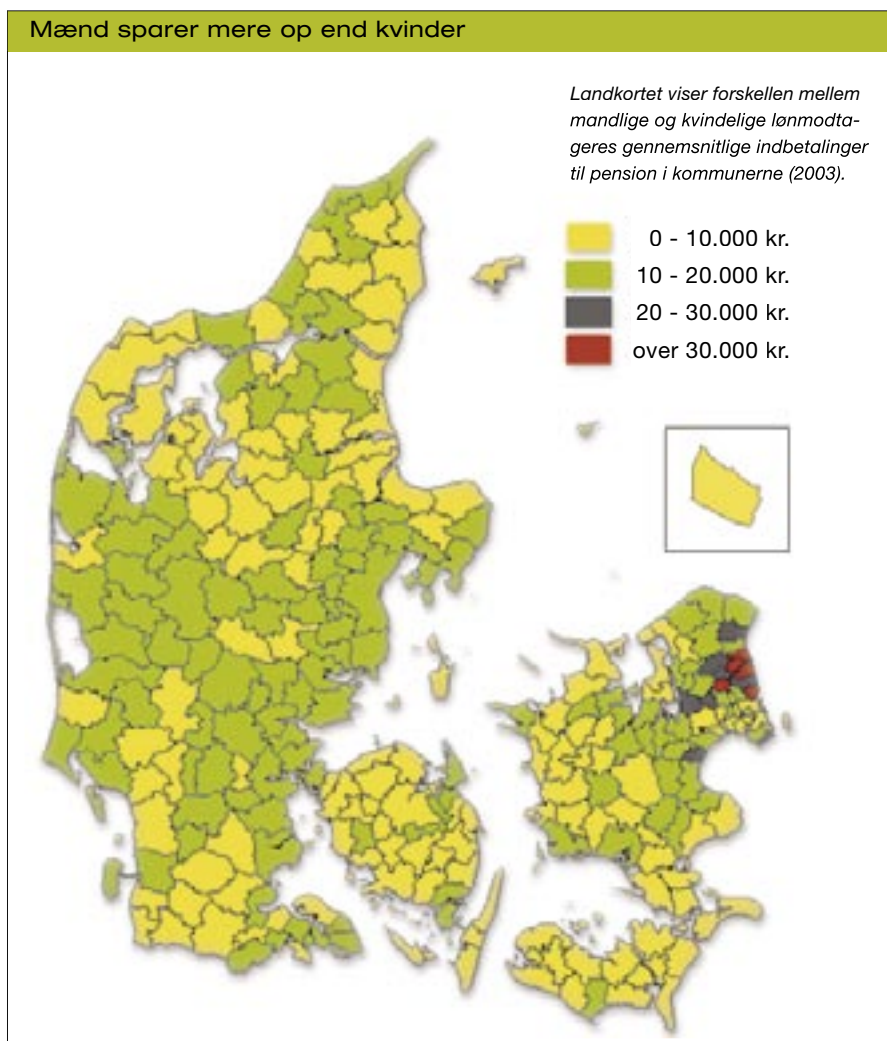 Mænd sparer mere op end kvinder
Landkortet viser forskellen mellem
mandlige og kvindelige lønmodta-
geres gennemsnitlige indbetalinger
til pension i kommunerne (2003).
0 - 10.000 kr.
10 - 20.000 kr.
20 - 30.000 kr.
over 30.000 kr.